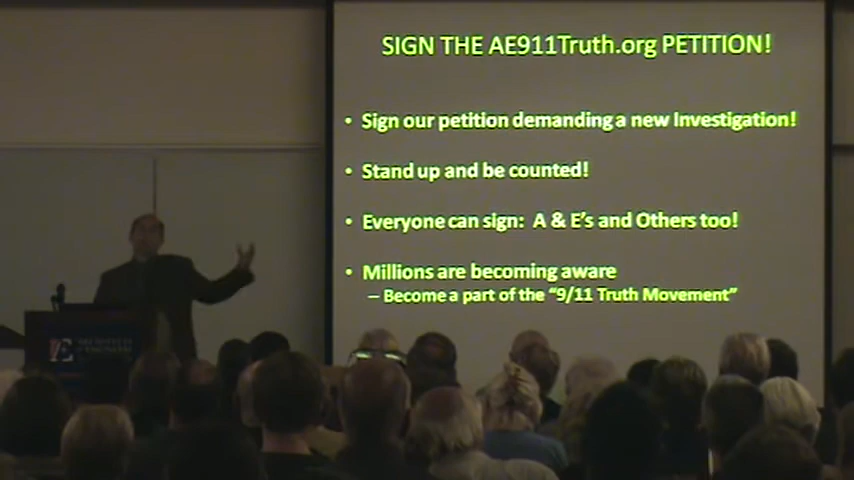 SIGN THE AE911Truth.org PETITION!
• Sign our petition demanding a new Investigation!
• Stand up and be counted!
• Everyone can sign: A & E's and Others too!
• Millions are becoming aware
– Become a part of the “9/11 Truth Movement”